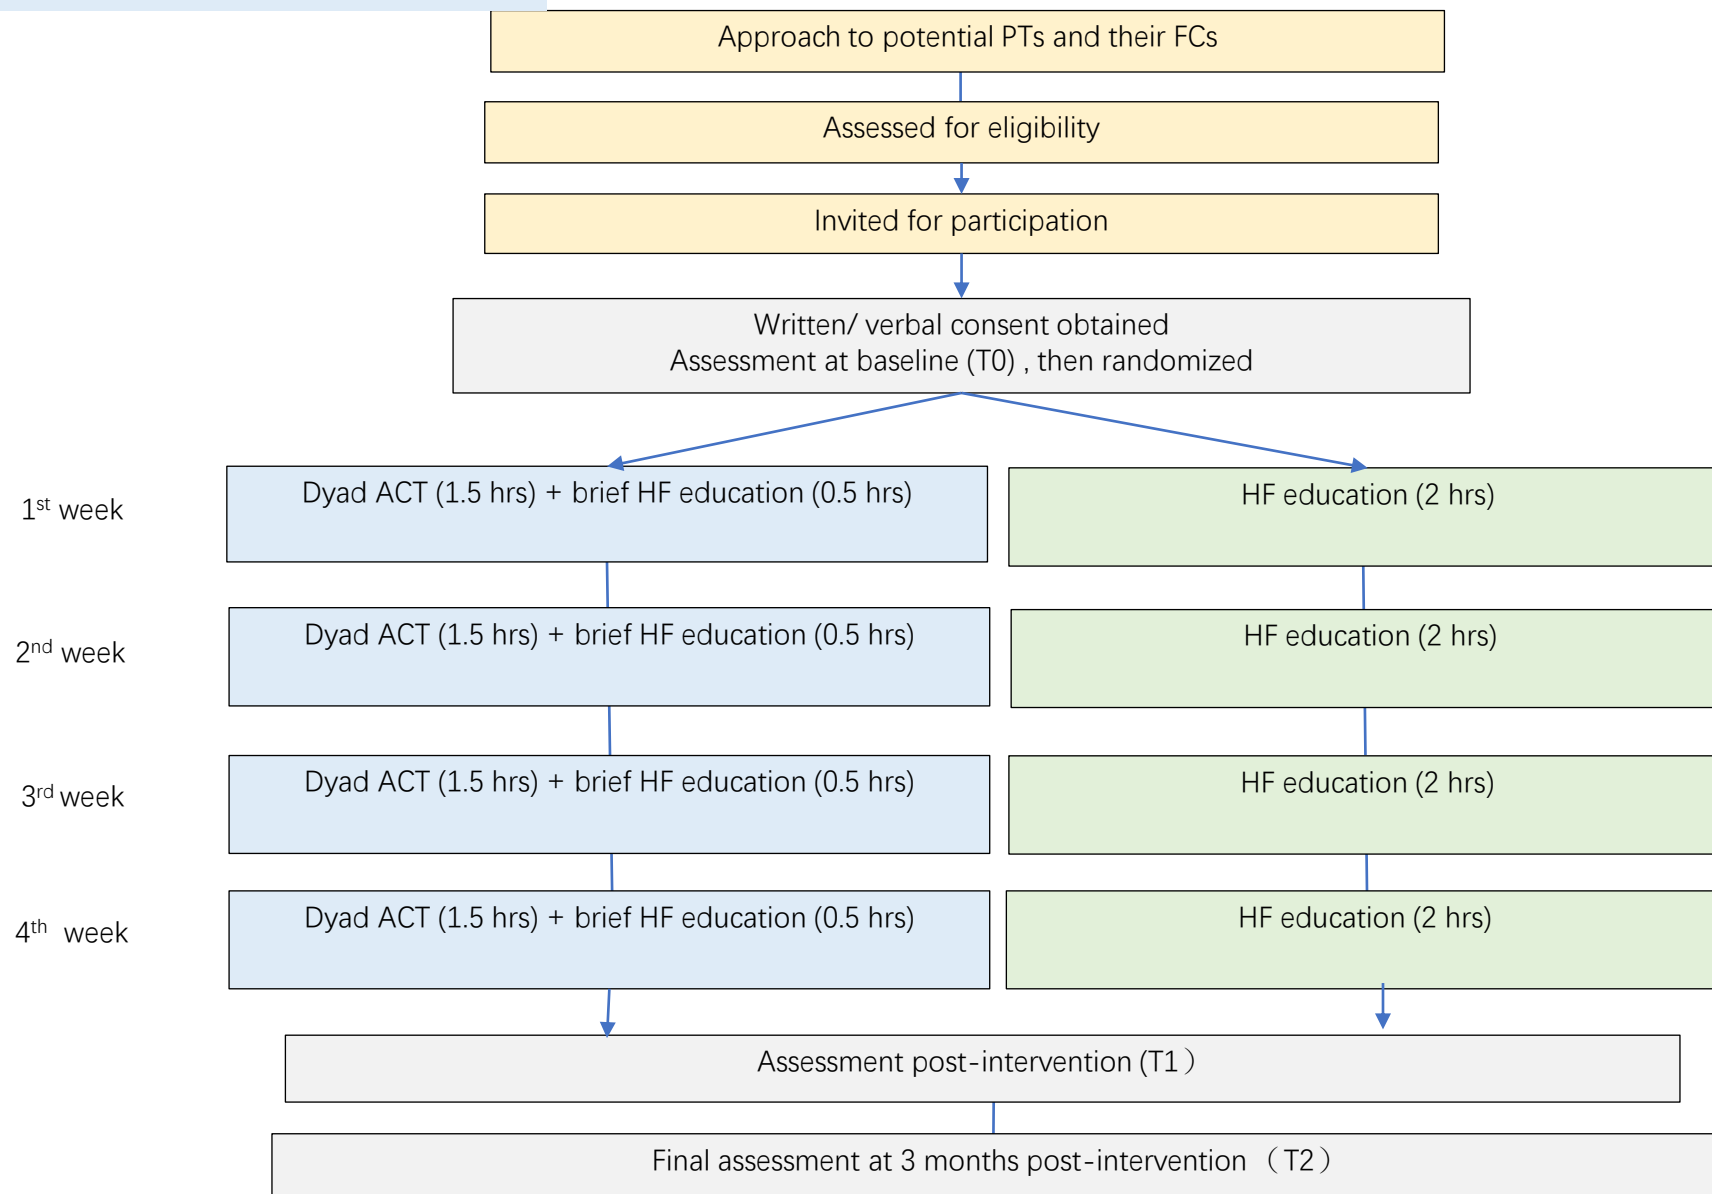 Approach to potential PTs and their FCs
Assessed for eligibility
Invited for participation
Written/ verbal consent obtained
Assessment at baseline (T0) , then randomized
1st week
Dyad ACT (1.5 hrs) + brief HF education (0.5 hrs)
HF education (2 hrs)
2nd week
Dyad ACT (1.5 hrs) + brief HF education (0.5 hrs)
HF education (2 hrs)
3rd week
Dyad ACT (1.5 hrs) + brief HF education (0.5 hrs)
HF education (2 hrs)
4th week
Dyad ACT (1.5 hrs) + brief HF education (0.5 hrs)
HF education (2 hrs)
Assessment post-intervention (T1）
Final assessment at 3 months post-intervention （T2）